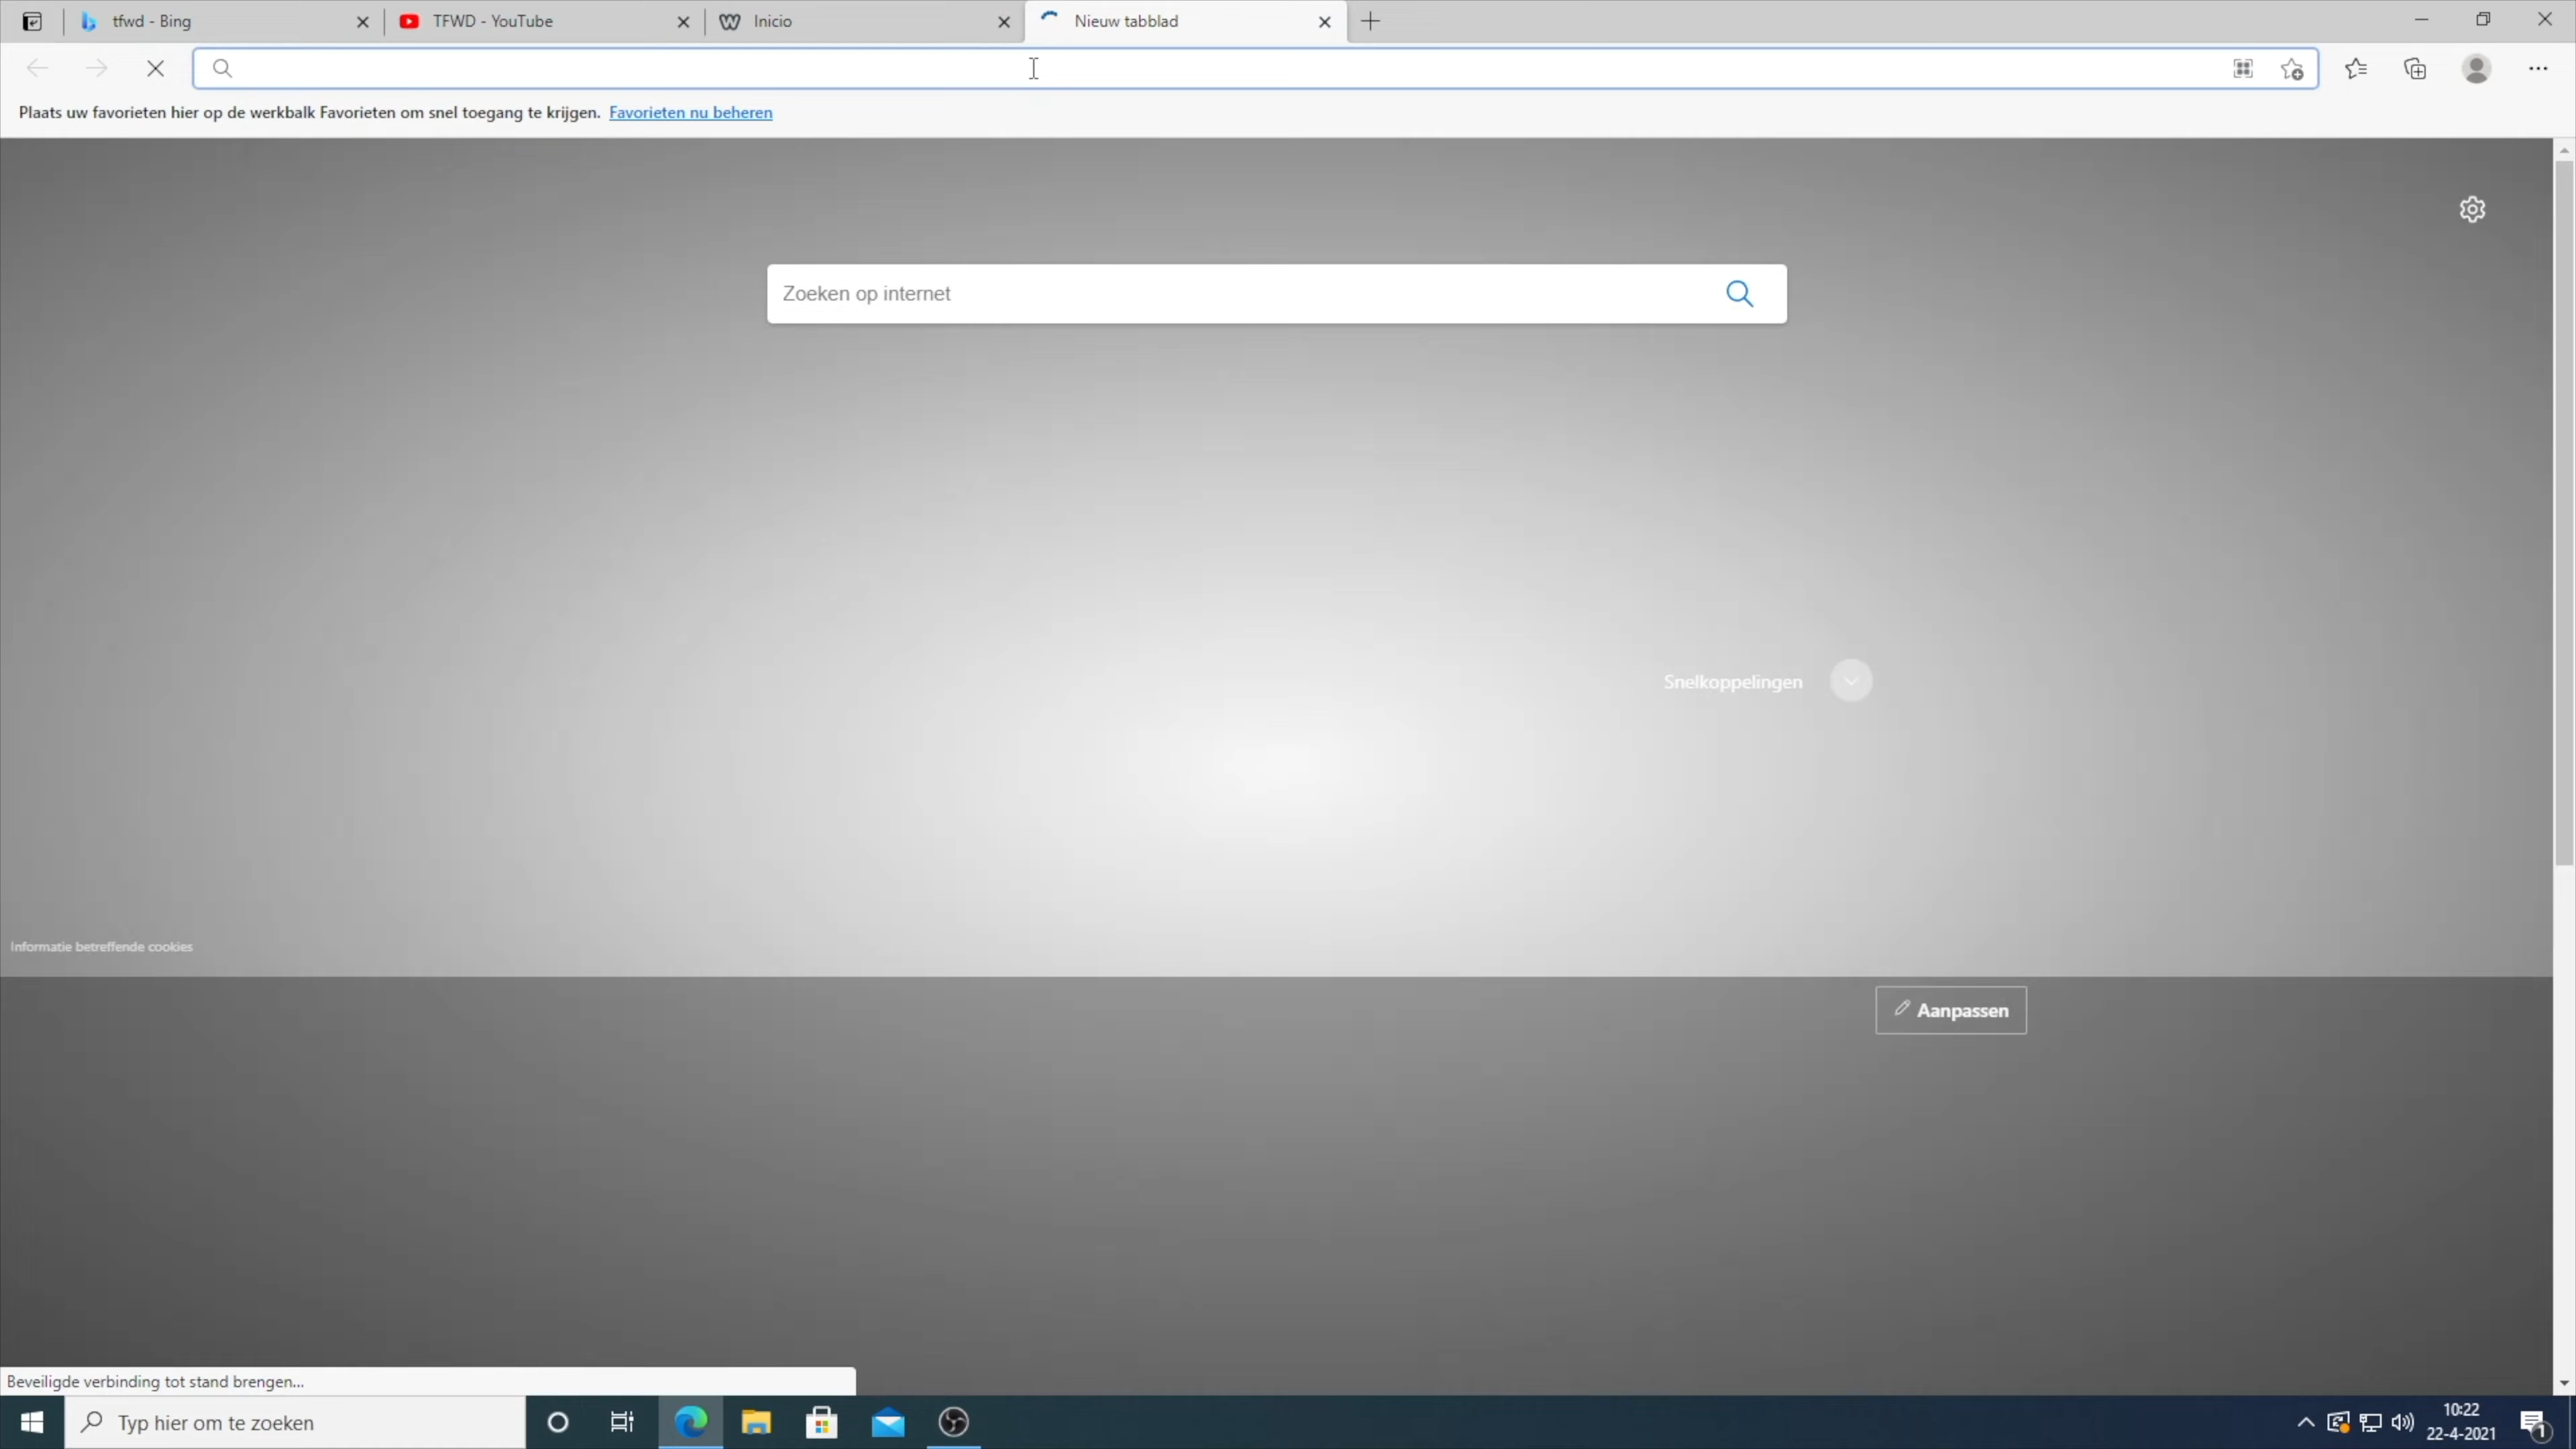 tfwd - Bing
TFWD - YouTube
Inicio
Nieuw tabblad
Plaats uw favorieten hier op de werkbalk Favorieten om snel toegang te krijgen. Favorieten nu beheren
Zoeken op internet
Snelkoppelingen
Informatie betreffende cookies
Aanpassen
Beveiligde verbinding tot stand brengen...
Typ hier om te zoeken
10:22
22-4-2021
1